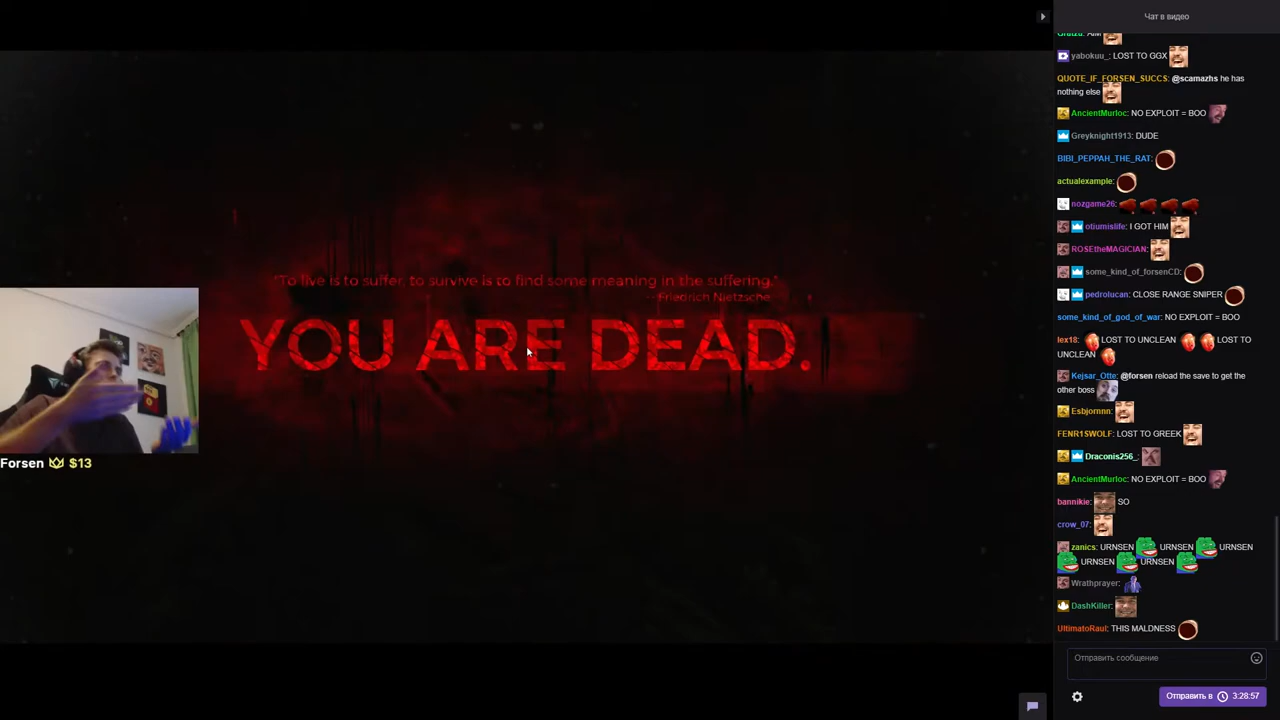 "To live is to suffer, to survive is to find some meaning in the suffering."
-- Friedrich Nietzsche
YOU ARE DEAD.
Forsen $13
Чат в видео
yabokuu_: LOST TO GGX
QUOTE_IF_FORSEN_SUCCS: @scamazhs he has
nothing else
AncientMurloc: NO EXPLOIT = BOO
Greyknight1913: DUDE
BIBI_PEPPAH_THE_RAT:
actualexample:
nozgame26:
otiumislife: I GOT HIM
ROSEtheMAGICIAN:
some_kind_of_forsenCD:
pedrolucan: CLOSE RANGE SNIPER
some_kind_of_god_of_war: NO EXPLOIT = BOO
lex18: LOST TO UNCLEAN LOST TO
UNCLEAN
Kejsar_Otte: @forsen reload the save to get the
other boss
Esbjornnn:
FENR1SWOLF: LOST TO GREEK
Draconis256_:
AncientMurloc: NO EXPLOIT = BOO
bannikie: SO
crow_07:
zanics: URNSEN URNSEN URNSEN
URNSEN URNSEN
Wrathprayer:
DashKiller:
UltimatoRaul: THIS MALDNESS
Отправить сообщение
Отправить в 3:28:57